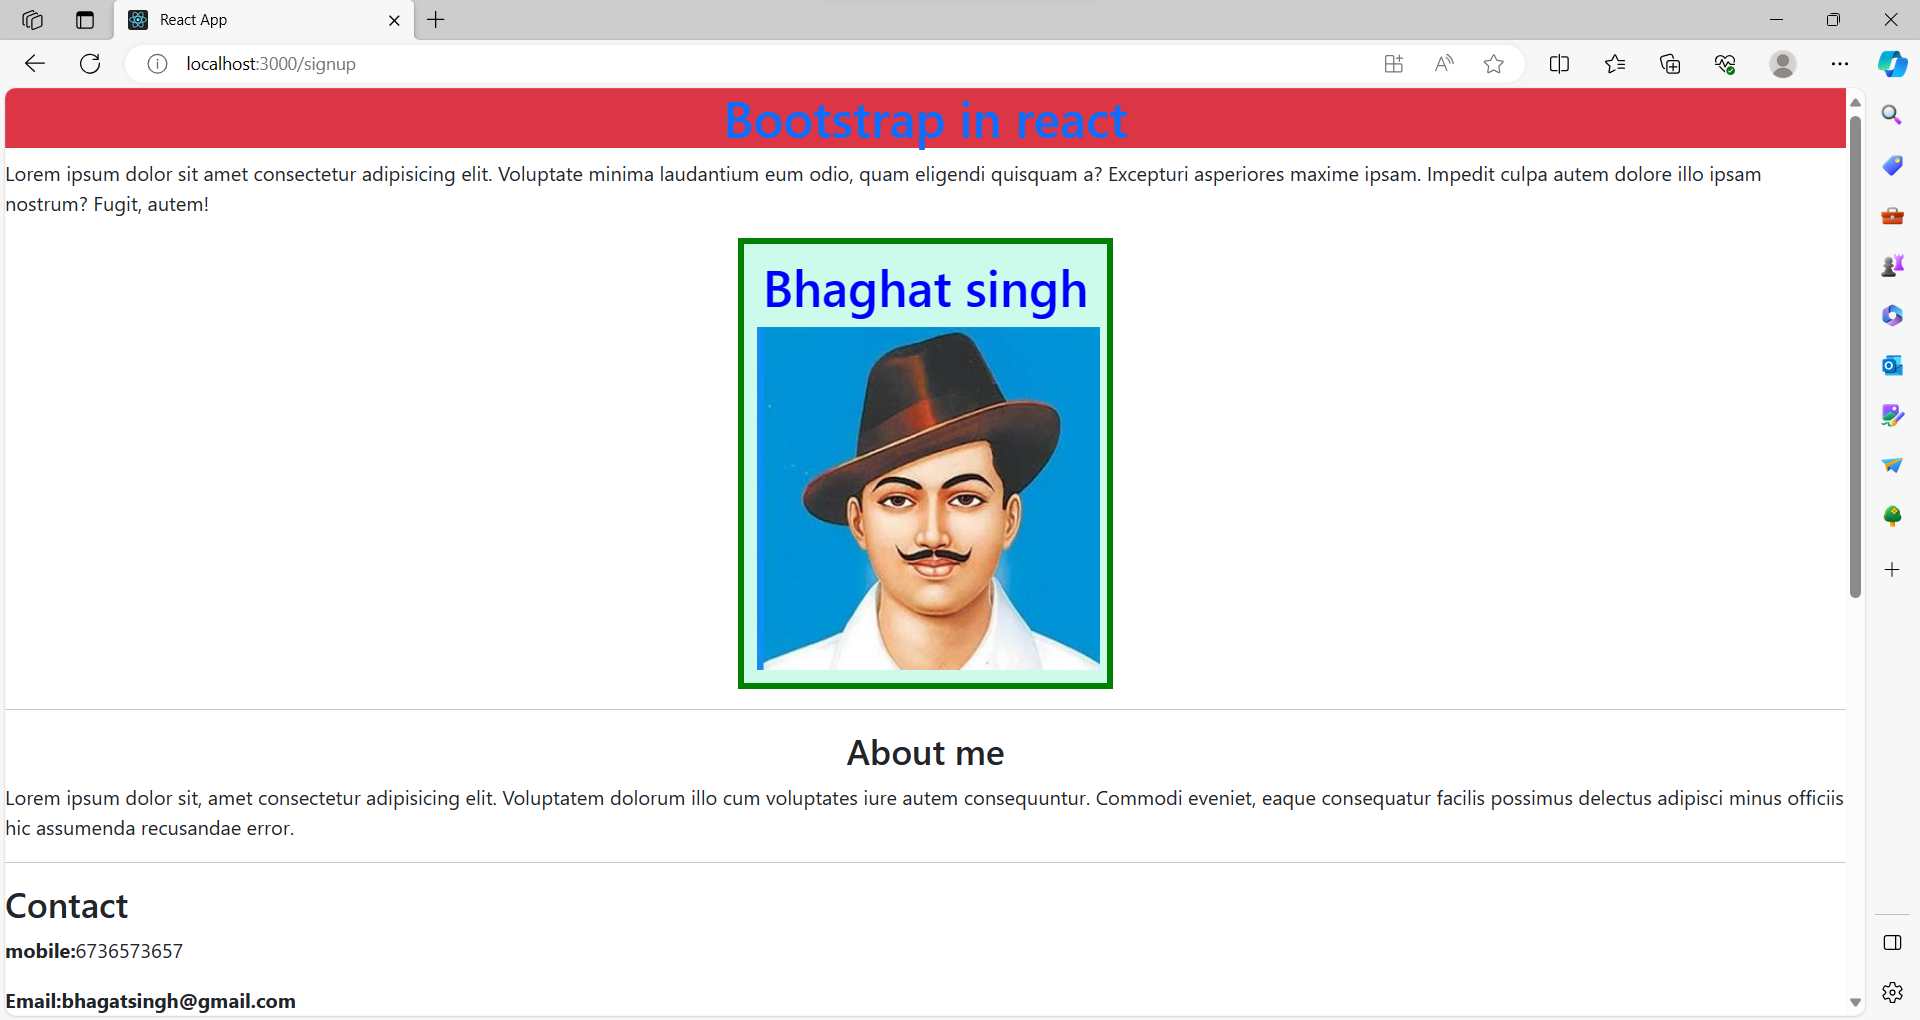 React App
localhost:3000/signup
Bootstrap in react
Lorem ipsum dolor sit amet consectetur adipisicing elit. Voluptate minima laudantium eum odio, quam eligendi quisquam a? Excepturi asperiores maxime ipsam. Impedit culpa autem dolore illo ipsam
nostrum? Fugit, autem!
Bhaghat singh
About me
Lorem ipsum dolor sit, amet consectetur adipisicing elit. Voluptatem dolorum illo cum voluptates iure autem consequuntur. Commodi eveniet, eaque consequatur facilis possimus delectus adipisci minus officiis
hic assumenda recusandae error.
Contact
mobile:6736573657
Email:bhagatsingh@gmail.com